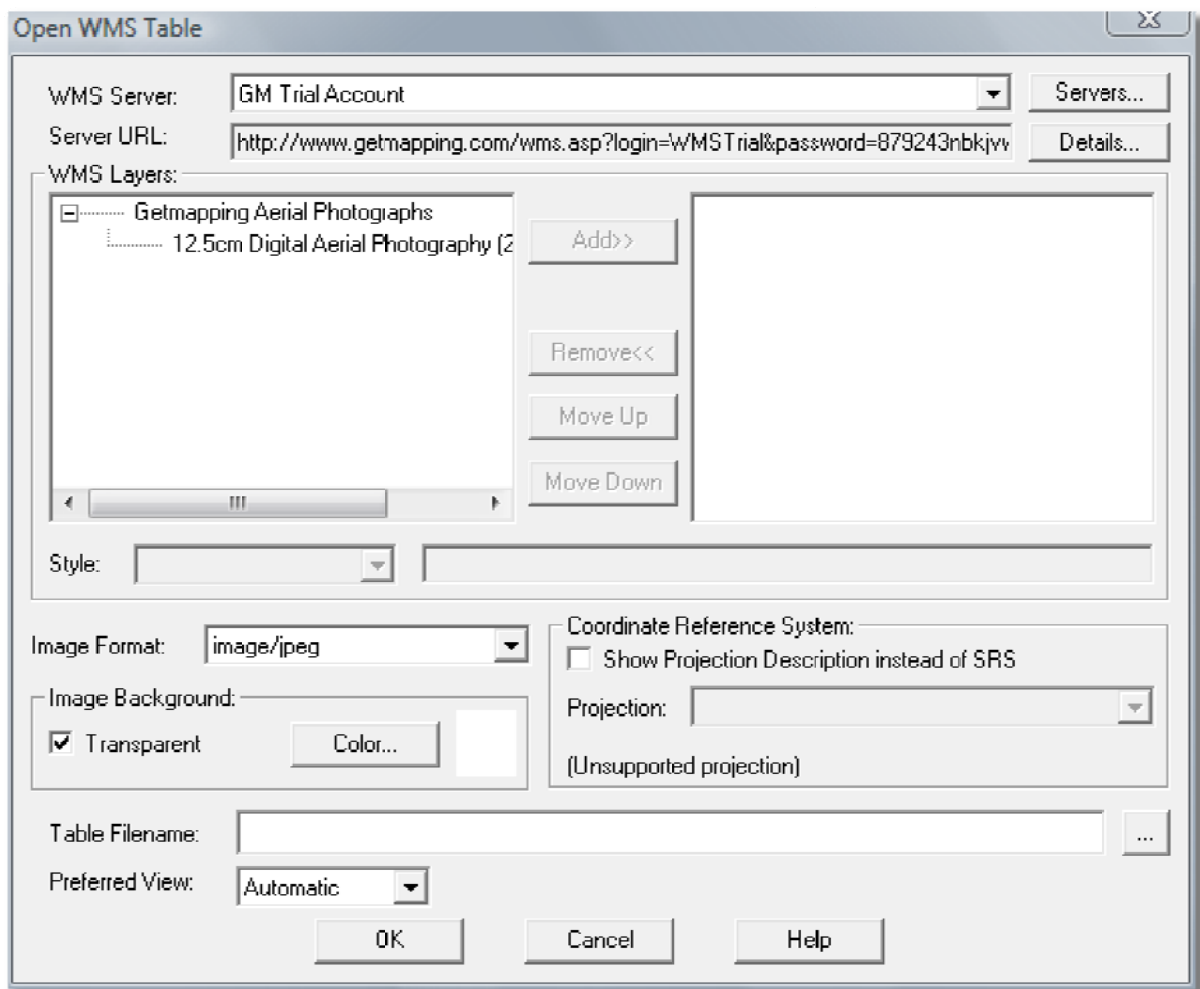 Open WMS Table
WMS Server:
GM Trial Account
Servers...
Server URL:
http://www.getmapping.com/wms.asp?login=WMSTrial&password=879243nbkjvv
Details...
WMS Layers:
Getmapping Aerial Photographs
12.5cm Digital Aerial Photography (2
Add>>
Remove<<
Move Up
Move Down
Style:
Image Format:
image/jpeg
Coordinate Reference System:
Show Projection Description instead of SRS
Image Background:
Transparent
Color...
Projection:
(Unsupported projection)
Table Filename:
...
Preferred View:
Automatic
OK
Cancel
Help